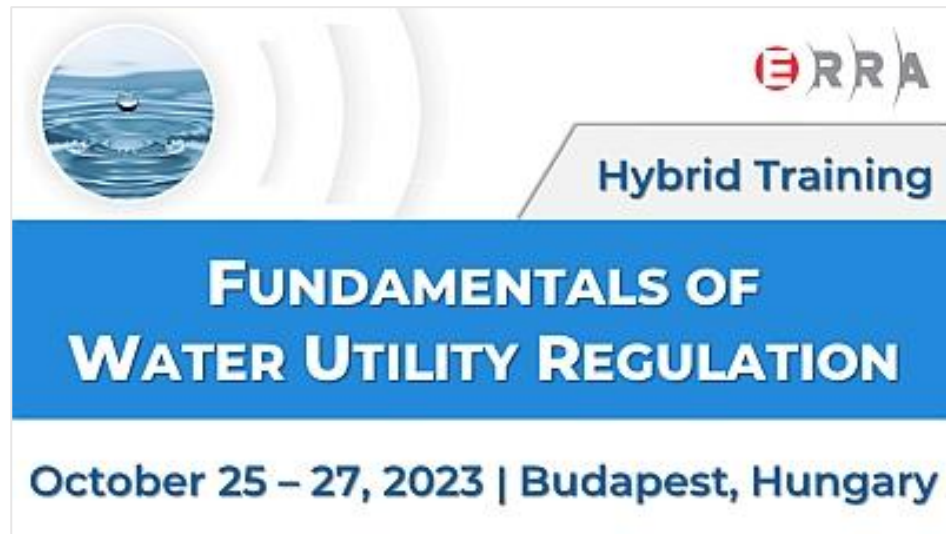 ERRA
Hybrid Training
FUNDAMENTALS OF
WATER UTILITY REGULATION
October 25 – 27, 2023 | Budapest, Hungary